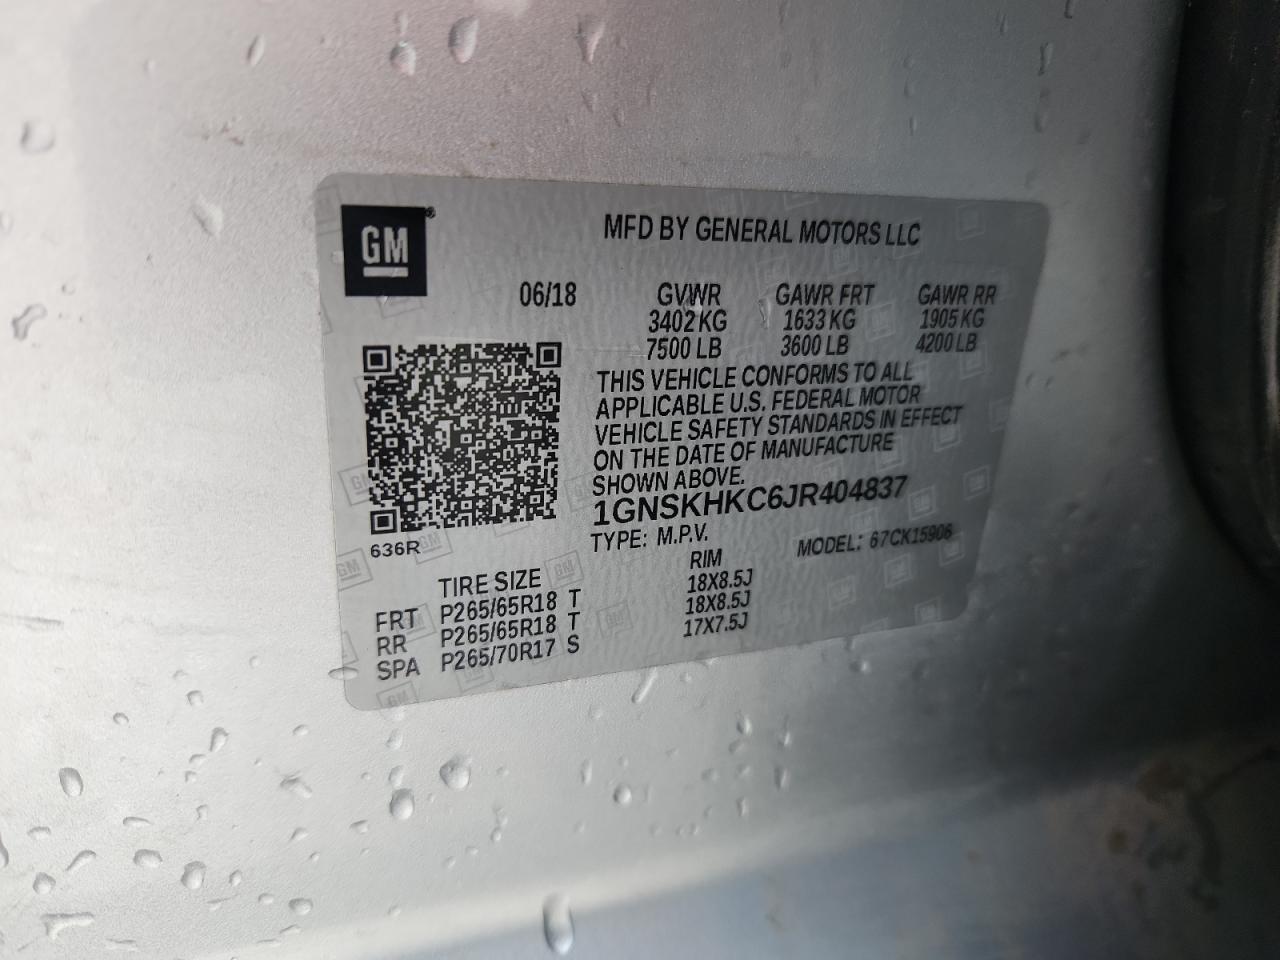 GM®
MFD BY GENERAL MOTORS LLC
06/18 GVWR GAWR FRT GAWR RR
3402 KG 1633 KG 1905 KG
7500 LB 3600 LB 4200 LB
THIS VEHICLE CONFORMS TO ALL
APPLICABLE U.S. FEDERAL MOTOR
VEHICLE SAFETY STANDARDS IN EFFECT
ON THE DATE OF MANUFACTURE
SHOWN ABOVE.
1GNSKHKC6JR404837
TYPE: M.P.V. MODEL: 67CK15906
636R
TIRE SIZE RIM
FRT P265/65R18 T 18X8.5J
RR P265/65R18 T 18X8.5J
SPA P265/70R17 S 17X7.5J